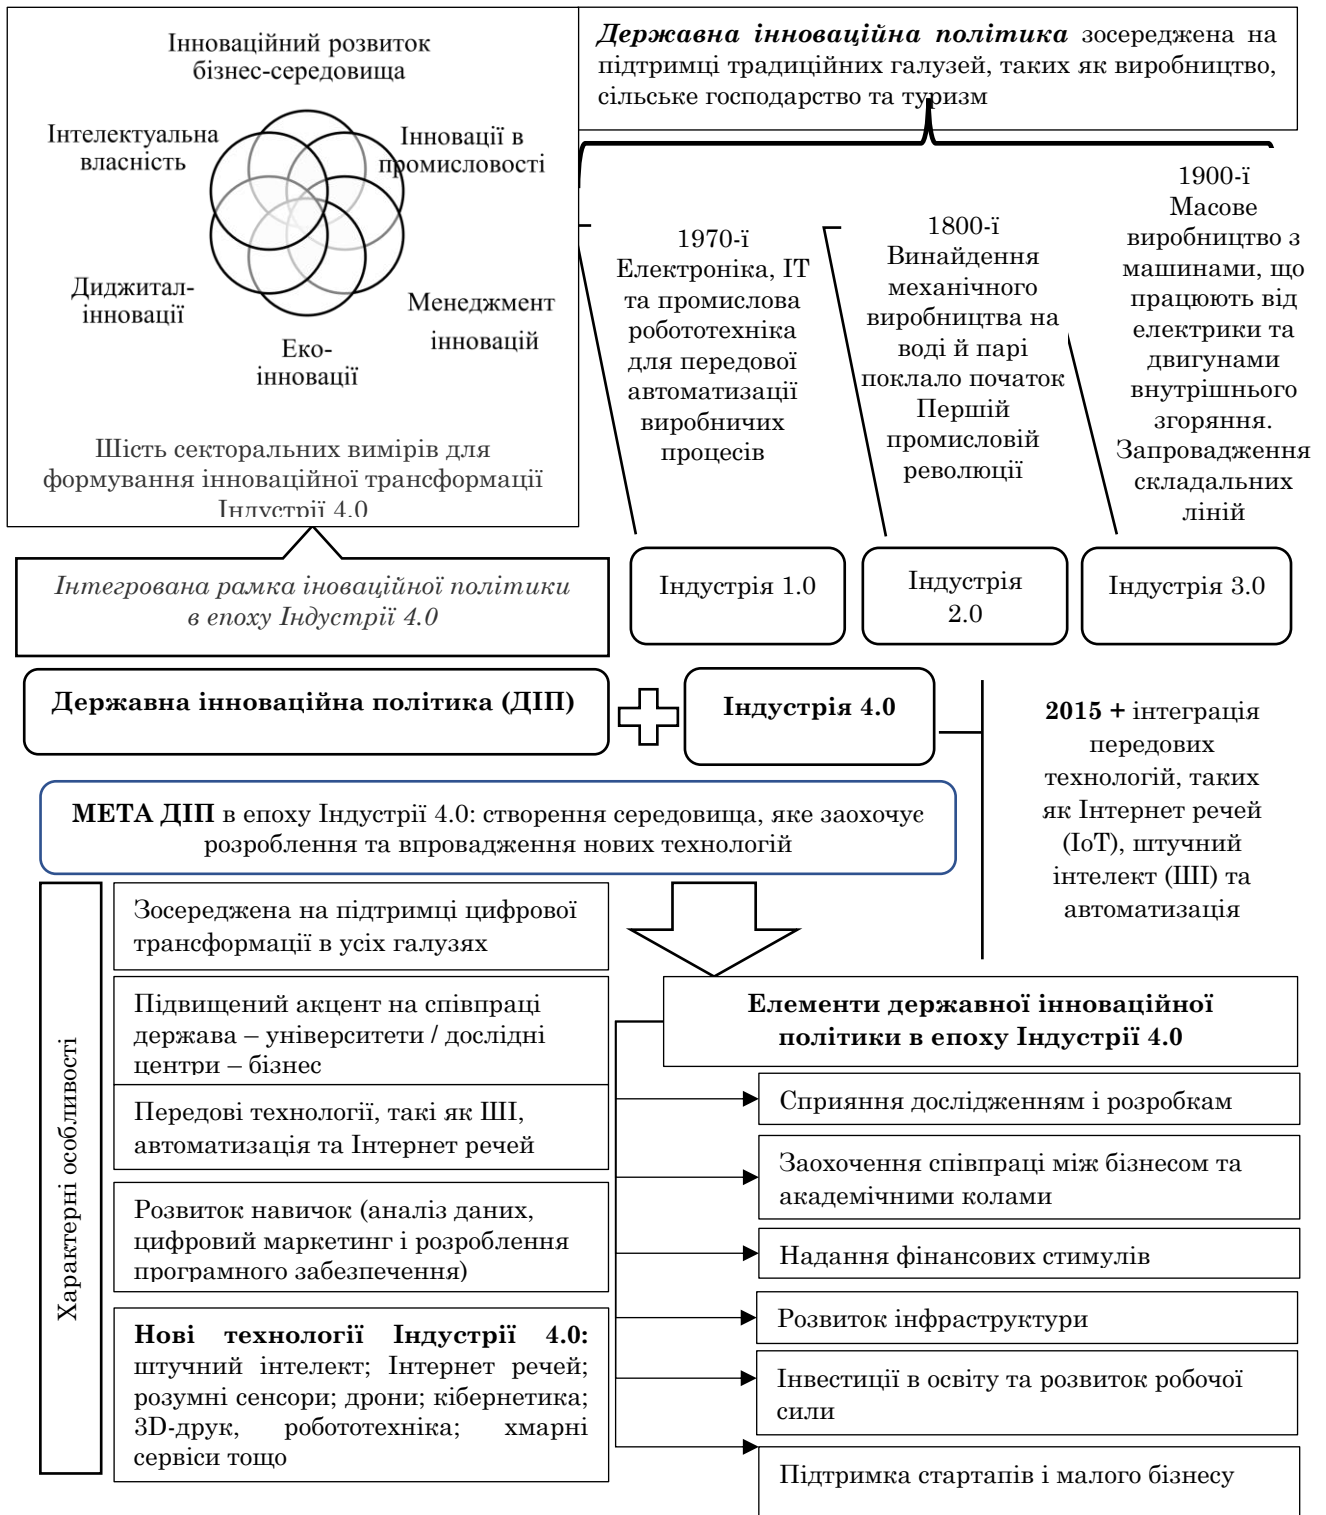 Інноваційний розвиток
бізнес-середовища
Інтелектуальна
власність
Інновації в
промисловості
Диджитал-
інновації
Менеджмент
інновацій
Еко-
інновації
Шість секторальних вимірів для
формування інноваційної трансформації
Індустрії 4.0
Державна інноваційна політика зосереджена на
підтримці традиційних галузей, таких як виробництво,
сільське господарство та туризм
1970-ї
Електроніка, ІТ
та промислова
робототехніка
для передової
автоматизації
виробничих
процесів
1800-ї
Винайдення
механічного
виробництва на
воді й парі
поклало початок
Першій
промисловій
революції
1900-ї
Масове
виробництво з
машинами, що
працюють від
електрики та
двигунами
внутрішнього
згоряння.
Запровадження
складальних
ліній
Інтегрована рамка іноваційної політики
в епоху Індустрії 4.0
Індустрія 1.0
Індустрія
2.0
Індустрія 3.0
Державна інноваційна політика (ДІП)
Індустрія 4.0
2015 + інтеграція
передових
технологій, таких
як Інтернет речей
(ІоТ), штучний
інтелект (ШІ) та
автоматизація
МЕТА ДІП в епоху Індустрії 4.0: створення середовища, яке заохочує
розроблення та впровадження нових технологій
Характерні особливості
Зосереджена на підтримці цифрової
трансформації в усіх галузях
Підвищений акцент на співпраці
держава – університети / дослідні
центри – бізнес
Передові технології, такі як ШІ,
автоматизація та Інтернет речей
Розвиток навичок (аналіз даних,
цифровий маркетинг і розроблення
програмного забезпечення)
Нові технології Індустрії 4.0:
штучний інтелект; Інтернет речей;
розумні сенсори; дрони; кібернетика;
3D-друк, робототехніка; хмарні
сервіси тощо
Елементи державної інноваційної
політики в епоху Індустрії 4.0
Сприяння дослідженням і розробкам
Заохочення співпраці між бізнесом та
академічними колами
Надання фінансових стимулів
Розвиток інфраструктури
Інвестиції в освіту та розвиток робочої
сили
Підтримка стартапів і малого бізнесу